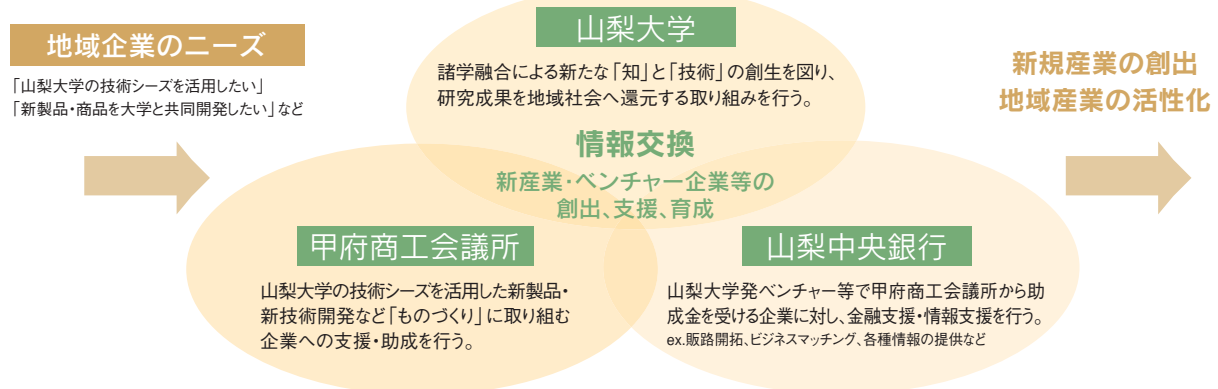 地域企業のニーズ
「山梨大学の技術シーズを活用したい」
「新製品・商品を大学と共同開発したい」など
山梨大学
諸学融合による新たな「知」と「技術」の創生を図り、
研究成果を地域社会へ還元する取り組みを行う。
情報交換
新産業・ベンチャー企業等の
創出、支援、育成
甲府商工会議所
山梨大学の技術シーズを活用した新製品・
新技術開発など「ものづくり」に取り組む
企業への支援・助成を行う。
山梨中央銀行
山梨大学発ベンチャー等で甲府商工会議所から助
成金を受ける企業に対し、金融支援・情報支援を行う。
ex.販路開拓、ビジネスマッチング、各種情報の提供など
新規産業の創出
地域産業の活性化